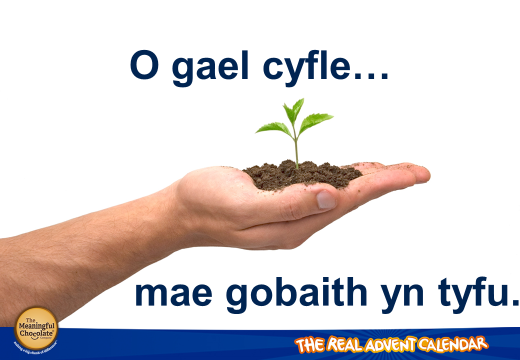 O gael cyfle…
mae gobaith yn tyfu.
The
Meaningful
Chocolate
THE REAL ADVENT CALENDAR